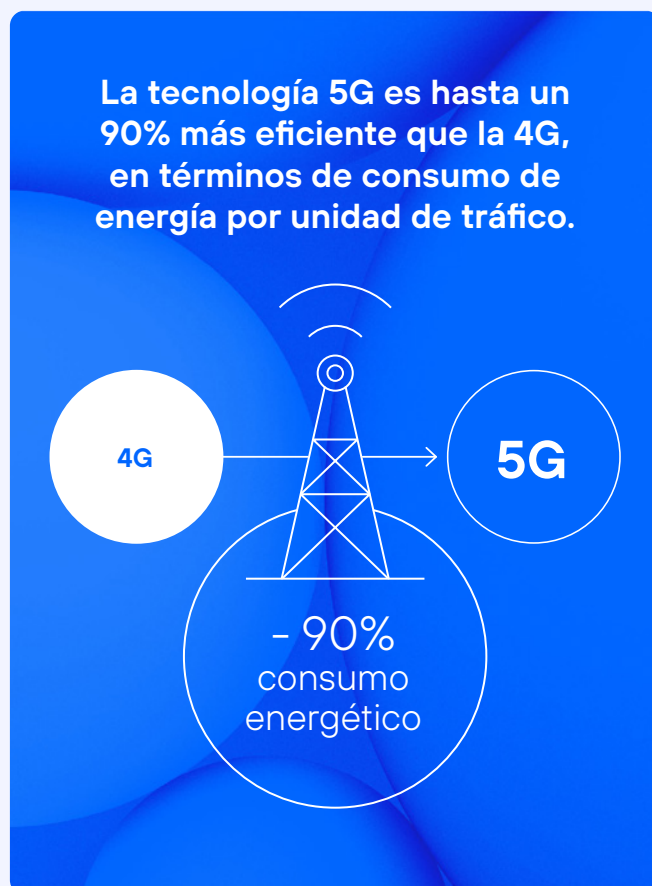 La tecnología 5G es hasta un
90% más eficiente que la 4G,
en términos de consumo de
energía por unidad de tráfico.
4G
5G
- 90%
consumo
energético